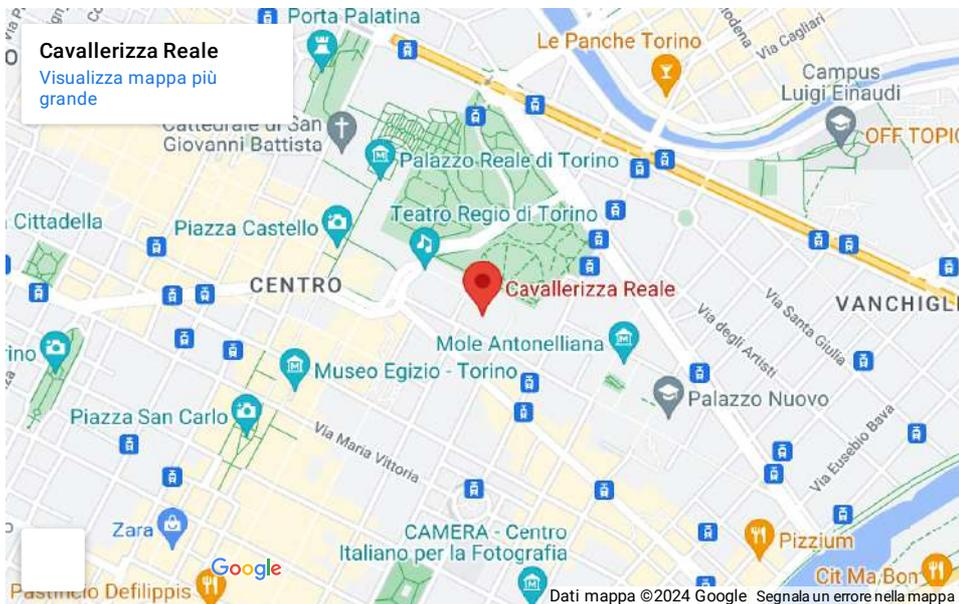 Porta Palatina
Cavallerizza Reale
Visualizza mappa più
grande
Le Panche Torino
Via Cagliari
Campus
Luigi Einaudi
OFF TOPIC
Cattedrale di San
Giovanni Battista
Palazzo Reale di Torino
Cittadella
Piazza Castello
Teatro Regio di Torino
CENTRO
Cavallerizza Reale
VANCHIGLI
Via Santa Giulia
Via degli Artisti
Mole Antonelliana
Museo Egizio - Torino
Palazzo Nuovo
Piazza San Carlo
Via Maria Vittoria
Via Eusebio Bava
Zara
CAMERA - Centro
Italiano per la Fotografia
Pizzium
Google
Pastificio Defilippis
Cit Ma Bon
Dati mappa ©2024 Google
Segnala un errore nella mappa